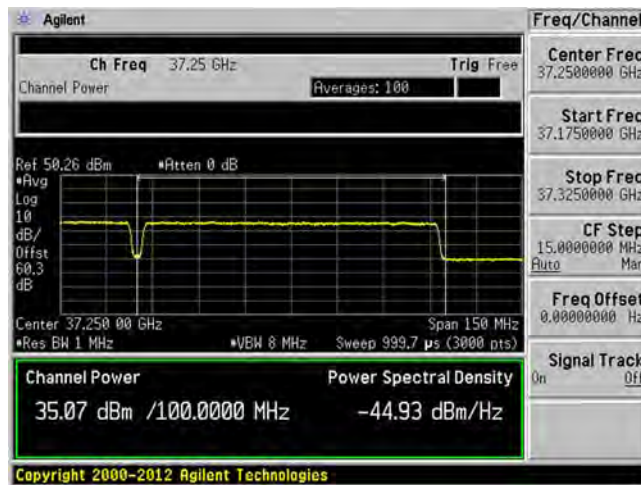 Agilent
Freq/Channel
Ch Freq 37.25 GHz Trig Free
Channel Power Averages: 100
Ref 50.26 dBm #Atten 0 dB
#Avg
Log
10
dB/
Offst
60.3
dB
Center 37.250 00 GHz Span 150 MHz
#Res BW 1 MHz #VBW 8 MHz Sweep 999.7 µs (3000 pts)
Channel Power Power Spectral Density
35.07 dBm /100.0000 MHz -44.93 dBm/Hz
Center Freq
37.2500000 GHz
Start Freq
37.1750000 GHz
Stop Freq
37.3250000 GHz
CF Step
15.0000000 MHz
Auto Man
Freq Offset
0.00000000 Hz
Signal Track
On Off
Copyright 2000-2012 Agilent Technologies